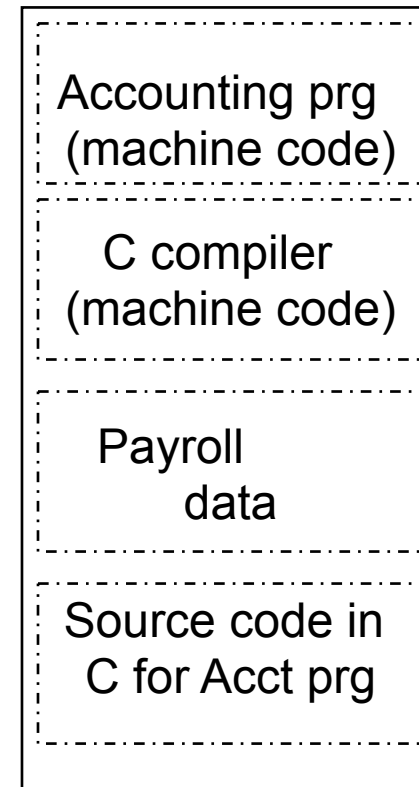 Accounting prg
(machine code)
C compiler
(machine code)
Payroll
data
Source code in
C for Acct prg